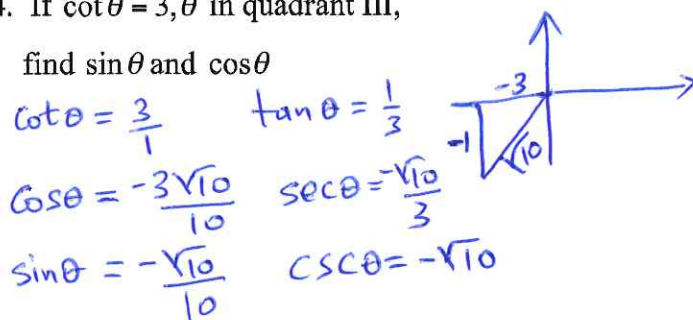 4. If cot θ = 3, θ in quadrant III,
find sin θ and cos θ
Cot θ = 3/1 tan θ = 1/3
Cos θ = -3√10/10 sec θ = -√10/3
sin θ = -√10/10 CSC θ = -√10
-3
-1
√10